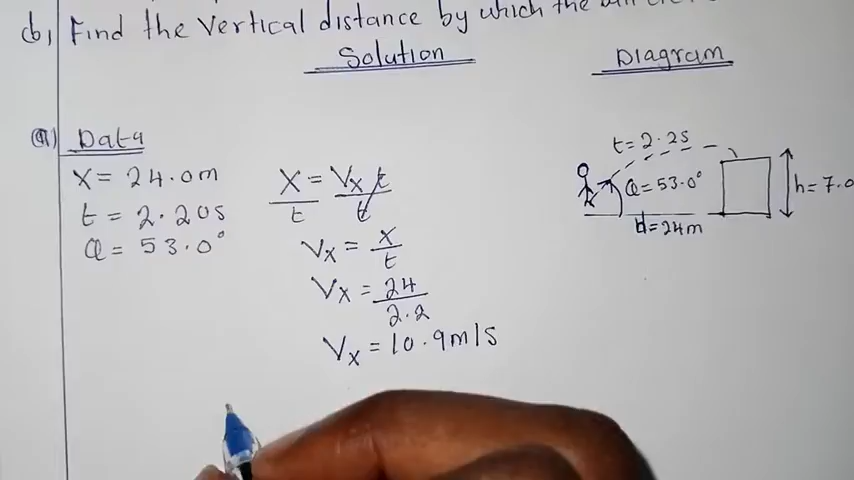 (b) Find the vertical distance by which the
Solution
Diagram
(a) Data
X = 24.0m
t = 2.20s
Q = 53.0°
X = Vx t
t t
Vx = x
t
Vx = 24
2.2
Vx = 10.9m/s
t = 2.2s
Q = 53.0°
h = 7.0
d = 24m